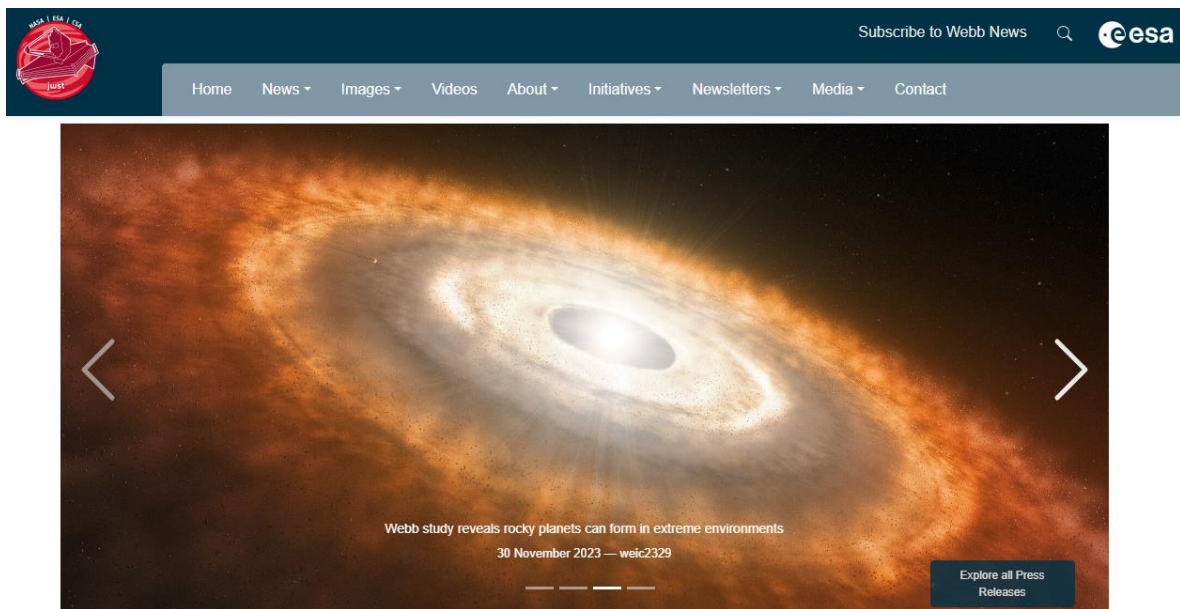 NASA | ESA | CSA
jwst
Subscribe to Webb News
esa
Home News Images Videos About Initiatives Newsletters Media Contact
Webb study reveals rocky planets can form in extreme environments
30 November 2023 — weic2329
Explore all Press
Releases